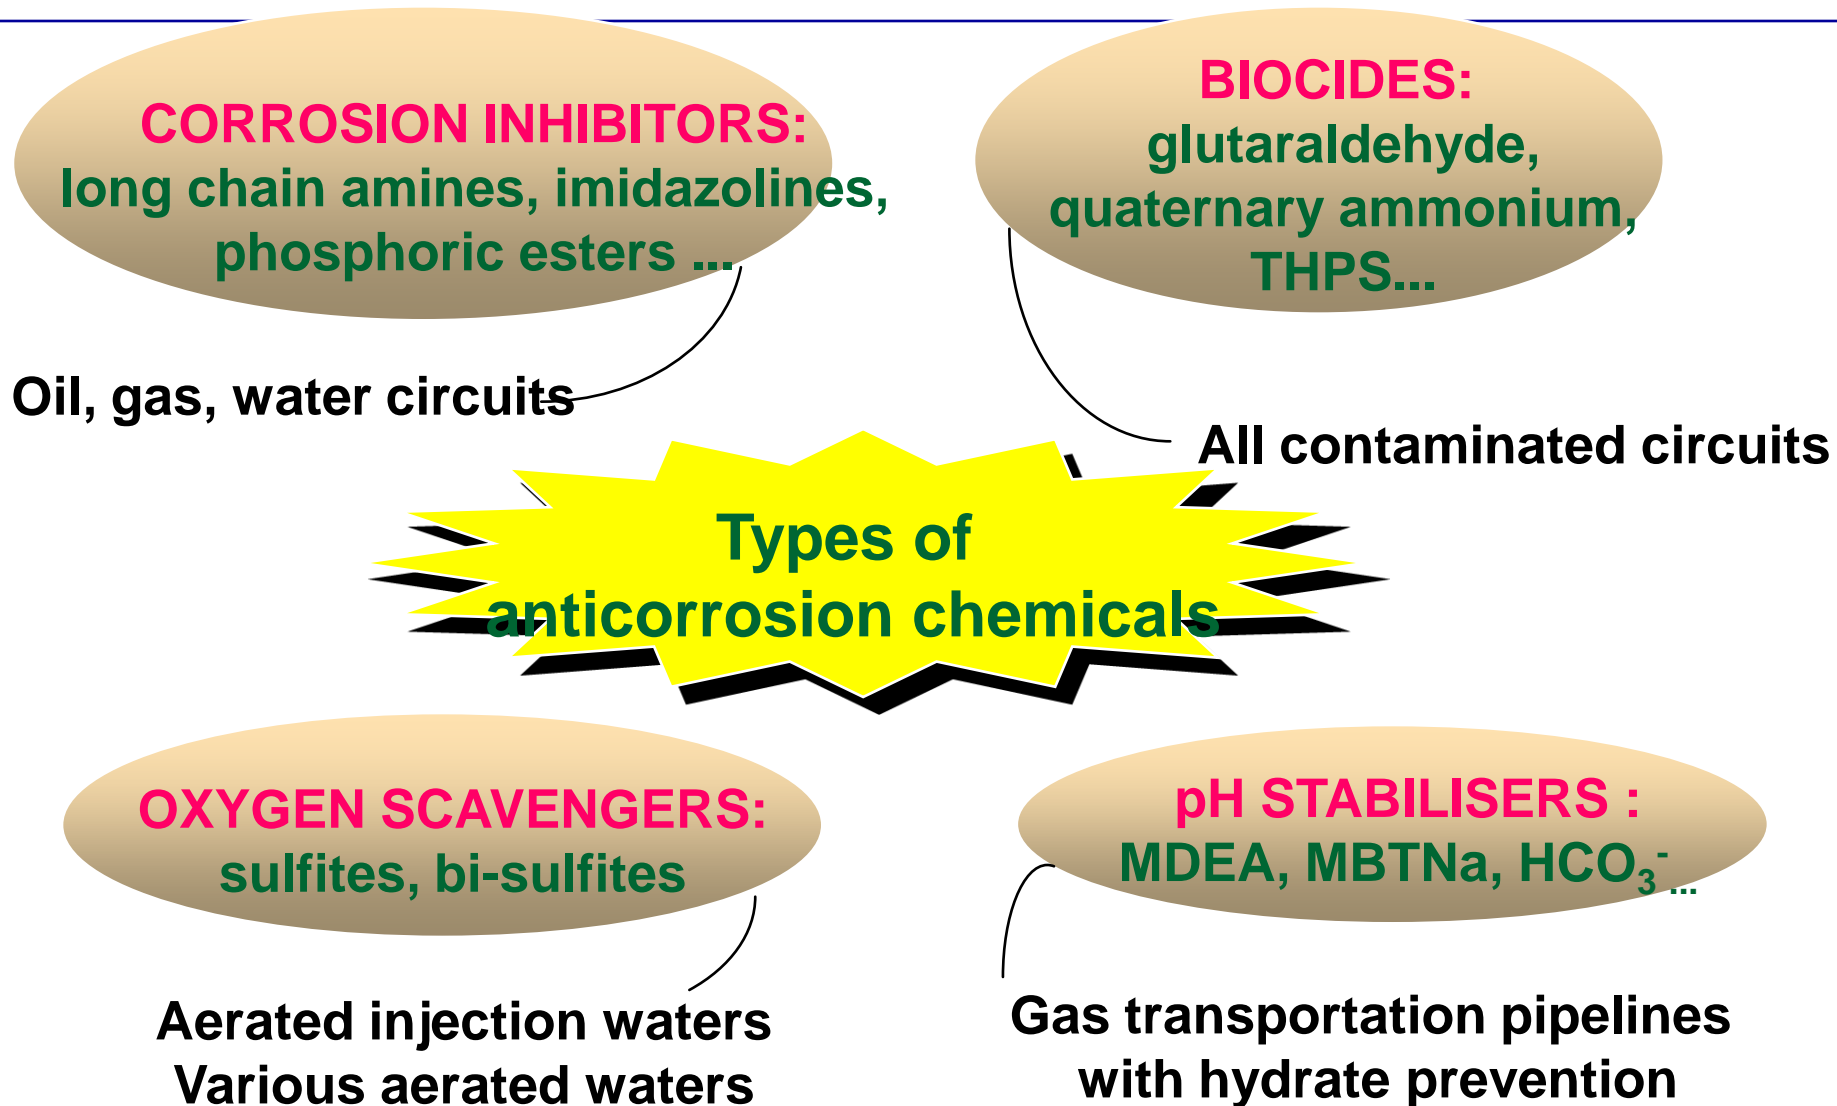 CORROSION INHIBITORS:
long chain amines, imidazolines,
phosphoric esters ...
Oil, gas, water circuits
BIOCIDES:
glutaraldehyde,
quaternary ammonium,
THPS...
All contaminated circuits
Types of
anticorrosion chemicals
OXYGEN SCAVENGERS:
sulfites, bi-sulfites
Aerated injection waters
Various aerated waters
pH STABILISERS :
MDEA, MBTNa, HCO₃⁻...
Gas transportation pipelines
with hydrate prevention